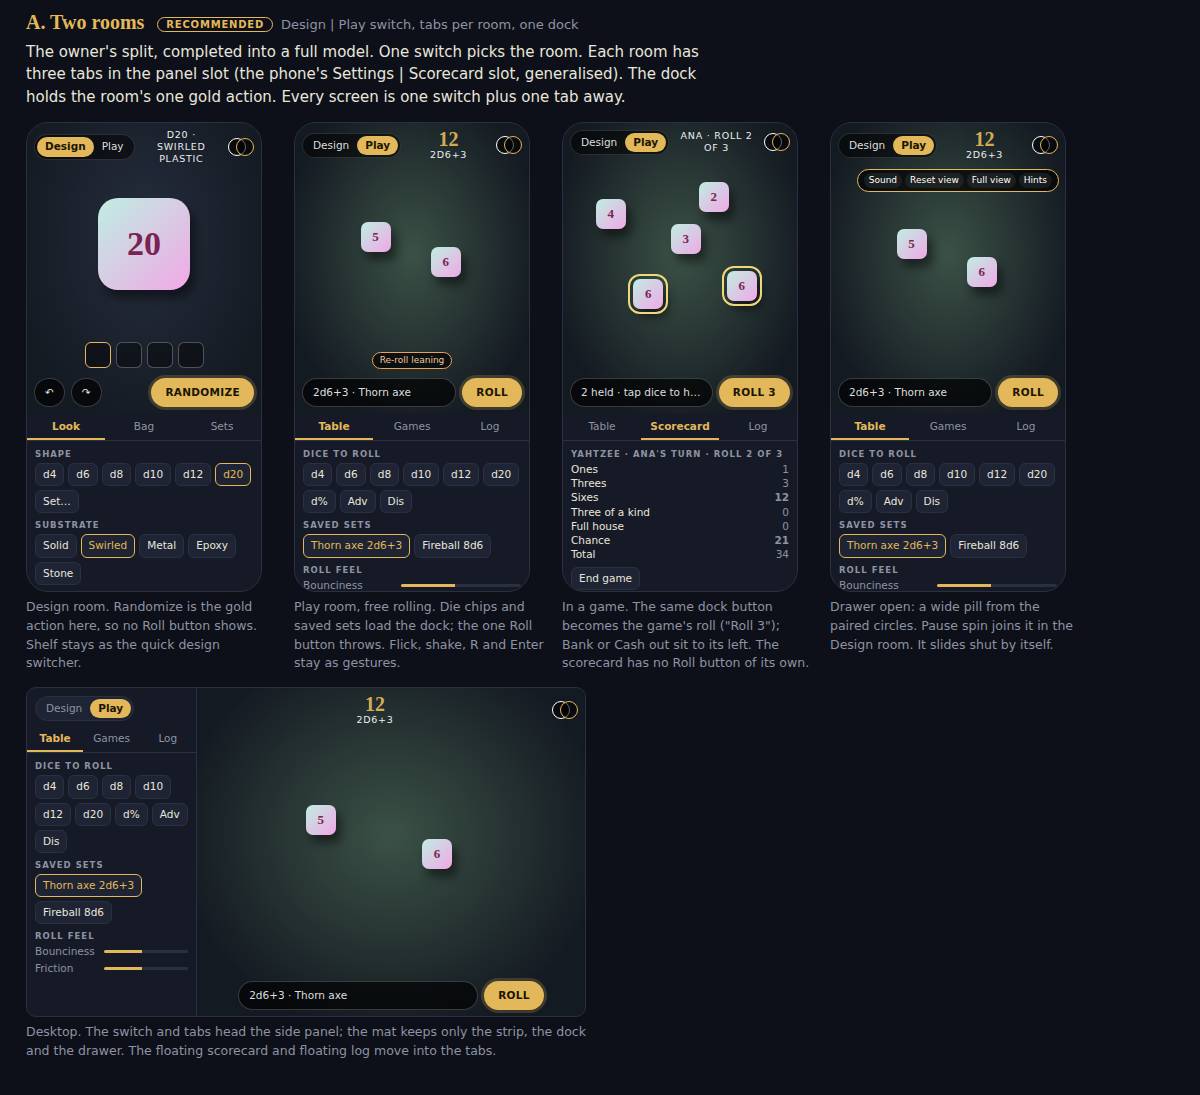 A. Two rooms RECOMMENDED Design | Play switch, tabs per room, one dock
The owner's split, completed into a full model. One switch picks the room. Each room has
three tabs in the panel slot (the phone's Settings | Scorecard slot, generalised). The dock
holds the room's one gold action. Every screen is one switch plus one tab away.
Design Play
D20 ·
SWIRLED
PLASTIC
20
↶ ↷ RANDOMIZE
Look Bag Sets
SHAPE
d4 d6 d8 d10 d12 d20
Set...
SUBSTRATE
Solid Swirled Metal Epoxy
Stone
Design room. Randomize is the gold
action here, so no Roll button shows.
Shelf stays as the quick design
switcher.
Design Play
12
2D6+3
5
6
Re-roll leaning
2d6+3 · Thorn axe ROLL
Table Games Log
DICE TO ROLL
d4 d6 d8 d10 d12 d20
d% Adv Dis
SAVED SETS
Thorn axe 2d6+3 Fireball 8d6
ROLL FEEL
Bounciness
Play room, free rolling. Die chips and
saved sets load the dock; the one Roll
button throws. Flick, shake, R and Enter
stay as gestures.
Design Play
ANA · ROLL 2
OF 3
2
4
3
6
6
2 held · tap dice to h... ROLL 3
Table Scorecard Log
YAHTZEE · ANA'S TURN · ROLL 2 OF 3
Ones 1
Threes 3
Sixes 12
Three of a kind 0
Full house 0
Chance 21
Total 34
End game
In a game. The same dock button
becomes the game's roll ("Roll 3");
Bank or Cash out sit to its left. The
scorecard has no Roll button of its own.
Design Play
12
2D6+3
Sound Reset view Full view Hints
5
6
2d6+3 · Thorn axe ROLL
Table Games Log
DICE TO ROLL
d4 d6 d8 d10 d12 d20
d% Adv Dis
SAVED SETS
Thorn axe 2d6+3 Fireball 8d6
ROLL FEEL
Bounciness
Drawer open: a wide pill from the
paired circles. Pause spin joins it in the
Design room. It slides shut by itself.
Design Play
Table Games Log
DICE TO ROLL
d4 d6 d8 d10
d12 d20 d% Adv
Dis
SAVED SETS
Thorn axe 2d6+3
Fireball 8d6
ROLL FEEL
Bounciness
Friction
12
2D6+3
5
6
2d6+3 · Thorn axe ROLL
Desktop. The switch and tabs head the side panel; the mat keeps only the strip, the dock
and the drawer. The floating scorecard and floating log move into the tabs.